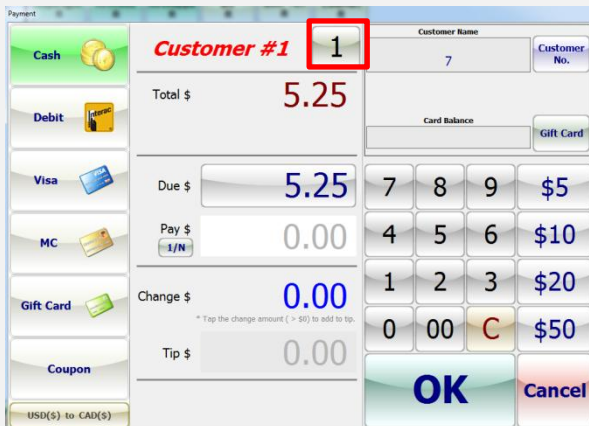 Payment
Cash
Debit
Interac
Visa
MC
Gift Card
Coupon
USD($) to CAD($)
Customer #1
1
Total $
5.25
Due $
5.25
Pay $
1/N
0.00
Change $
0.00
* Tap the change amount ( > $0) to add to tip.
Tip $
0.00
Customer Name
7
Customer
No.
Card Balance
Gift Card
7 8 9 $5
4 5 6 $10
1 2 3 $20
0 00 C $50
OK
Cancel